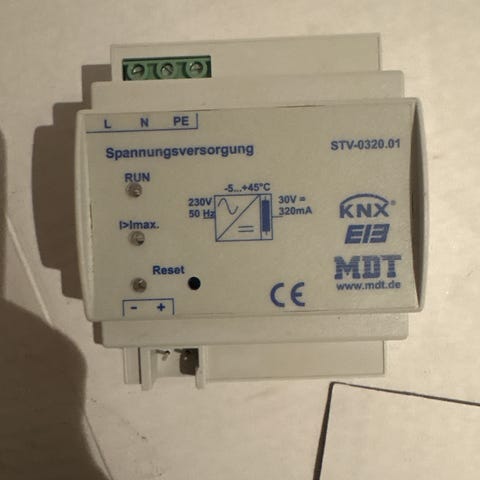 L N PE
Spannungsversorgung STV-0320.01
RUN
-5...+45°C
230V 30V =
50 Hz 320mA
I>Imax.
KNX®
EIB
Reset
MDT
www.mdt.de
CE
- +